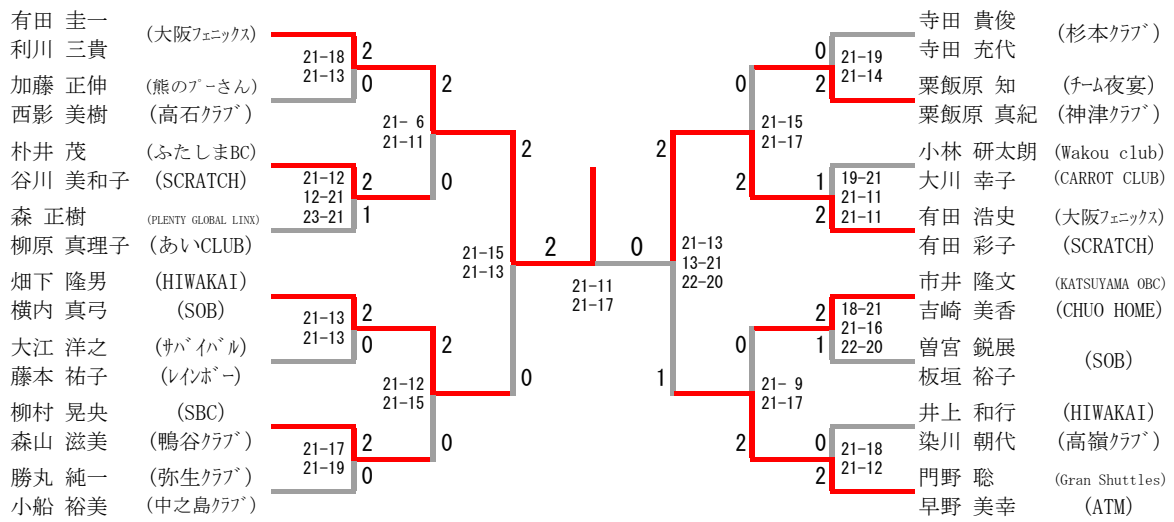 有田 圭一
(大阪フェニックス)
利川 三貴
加藤 正伸 (熊のプーさん)
西影 美樹 (高石クラブ)
朴井 茂 (ふたしまBC)
谷川 美和子 (SCRATCH)
森 正樹 (PLENTY GLOBAL LINX)
柳原 真理子 (あいCLUB)
畑下 隆男 (HIWAKAI)
横内 真弓 (SOB)
大江 洋之 (サバイバル)
藤本 祐子 (レインボー)
柳村 晃央 (SBC)
森山 滋美 (鴨谷クラブ)
勝丸 純一 (弥生クラブ)
小船 裕美 (中之島クラブ)
2
21-18
21-13
0
2
21-12
12-21
23-21
1
2
21-13
21-13
0
2
21-17
21-19
0
2
21- 6
21-11
0
2
21-12
21-15
0
2
21-15
21-13
0
2
0
21-11
21-17
2
21-13
13-21
22-20
1
21-15
21-17
2
0
21- 9
21-17
2
0
21-19
21-14
2
1
19-21
21-11
21-11
2
2
18-21
21-16
22-20
1
0
21-18
21-12
2
寺田 貴俊
(杉本クラブ)
寺田 充代
粟飯原 知 (チーム夜宴)
粟飯原 真紀 (神津クラブ)
小林 研太朗 (Wakou club)
大川 幸子 (CARROT CLUB)
有田 浩史 (大阪フェニックス)
有田 彩子 (SCRATCH)
市井 隆文 (KATSUYAMA OBC)
吉崎 美香 (CHUO HOME)
曽宮 鋭展
(SOB)
板垣 裕子
井上 和行 (HIWAKAI)
染川 朝代 (高嶺クラブ)
門野 聡 (Gran Shuttles)
早野 美幸 (ATM)